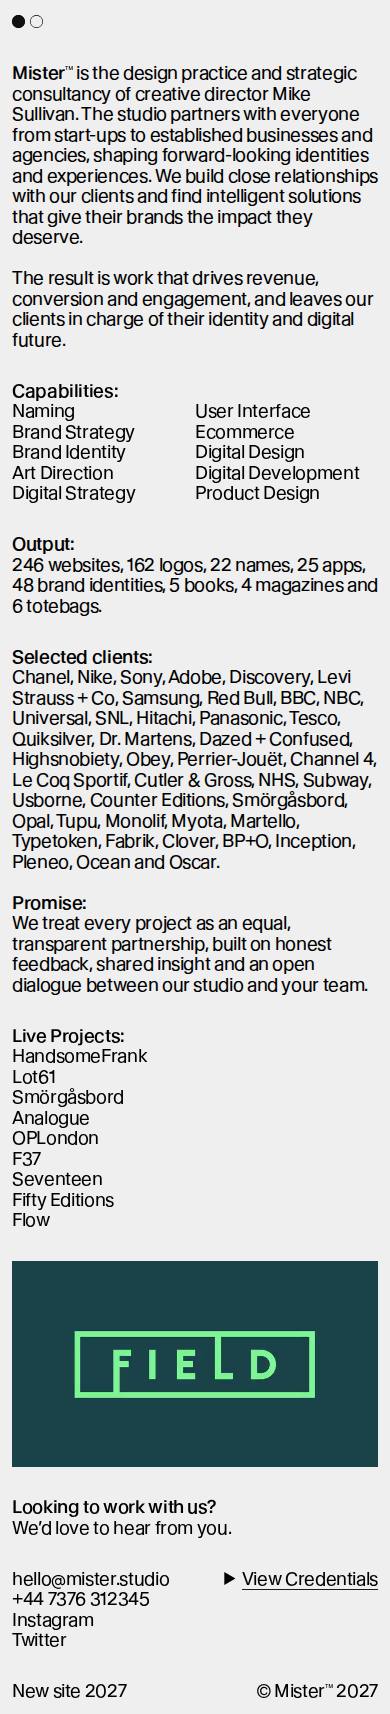 Mister™ is the design practice and strategic
consultancy of creative director Mike
Sullivan. The studio partners with everyone
from start-ups to established businesses and
agencies, shaping forward-looking identities
and experiences. We build close relationships
with our clients and find intelligent solutions
that give their brands the impact they
deserve.
The result is work that drives revenue,
conversion and engagement, and leaves our
clients in charge of their identity and digital
future.
Capabilities:
Naming
Brand Strategy
Brand Identity
Art Direction
Digital Strategy
User Interface
Ecommerce
Digital Design
Digital Development
Product Design
Output:
246 websites, 162 logos, 22 names, 25 apps,
48 brand identities, 5 books, 4 magazines and
6 totebags.
Selected clients:
Chanel, Nike, Sony, Adobe, Discovery, Levi
Strauss + Co, Samsung, Red Bull, BBC, NBC,
Universal, SNL, Hitachi, Panasonic, Tesco,
Quiksilver, Dr. Martens, Dazed + Confused,
Highsnobiety, Obey, Perrier-Jouët, Channel 4,
Le Coq Sportif, Cutler & Gross, NHS, Subway,
Usborne, Counter Editions, Smörgåsbord,
Opal, Tupu, Monolif, Myota, Martello,
Typetoken, Fabrik, Clover, BP+O, Inception,
Pleneo, Ocean and Oscar.
Promise:
We treat every project as an equal,
transparent partnership, built on honest
feedback, shared insight and an open
dialogue between our studio and your team.
Live Projects:
HandsomeFrank
Lot61
Smörgåsbord
Analogue
OPLondon
F37
Seventeen
Fifty Editions
Flow
FIELD
Looking to work with us?
We'd love to hear from you.
hello@mister.studio
+44 7376 312345
Instagram
Twitter
▶ View Credentials
New site 2027
© Mister™ 2027